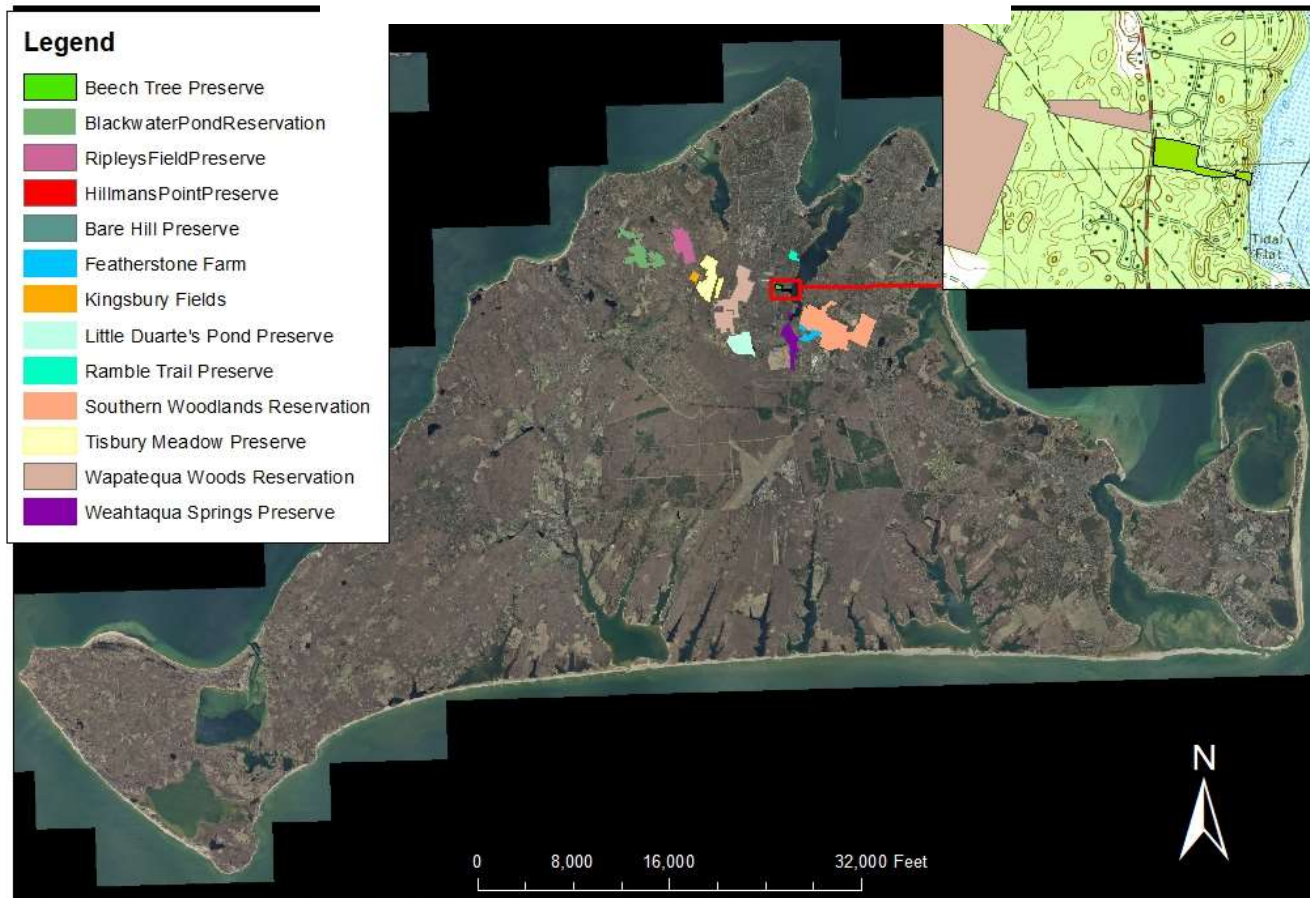 Legend
Beech Tree Preserve
BlackwaterPondReservation
RipleysFieldPreserve
HillmansPointPreserve
Bare Hill Preserve
Featherstone Farm
Kingsbury Fields
Little Duarte's Pond Preserve
Ramble Trail Preserve
Southern Woodlands Reservation
Tisbury Meadow Preserve
Wapatequa Woods Reservation
Weahtaqua Springs Preserve
Tidal
Flat
N
0 8,000 16,000 32,000 Feet